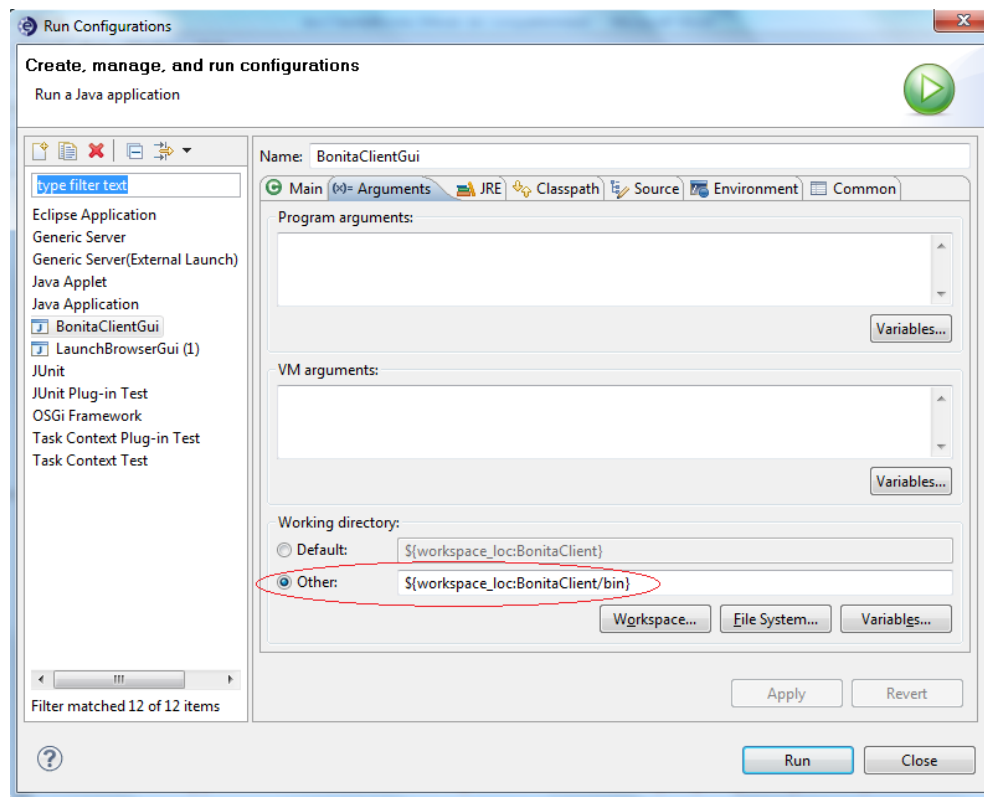 Run Configurations
Create, manage, and run configurations
Run a Java application
type filter text
Eclipse Application
Generic Server
Generic Server(External Launch)
Java Applet
Java Application
BonitaClientGui
LaunchBrowserGui (1)
JUnit
JUnit Plug-in Test
OSGi Framework
Task Context Plug-in Test
Task Context Test
Filter matched 12 of 12 items
Name: BonitaClientGui
Main (x)= Arguments JRE Classpath Source Environment Common
Program arguments:
Variables...
VM arguments:
Variables...
Working directory:
Default: ${workspace_loc:BonitaClient}
Other: ${workspace_loc:BonitaClient/bin}
Workspace... File System... Variables...
Apply Revert
Run Close